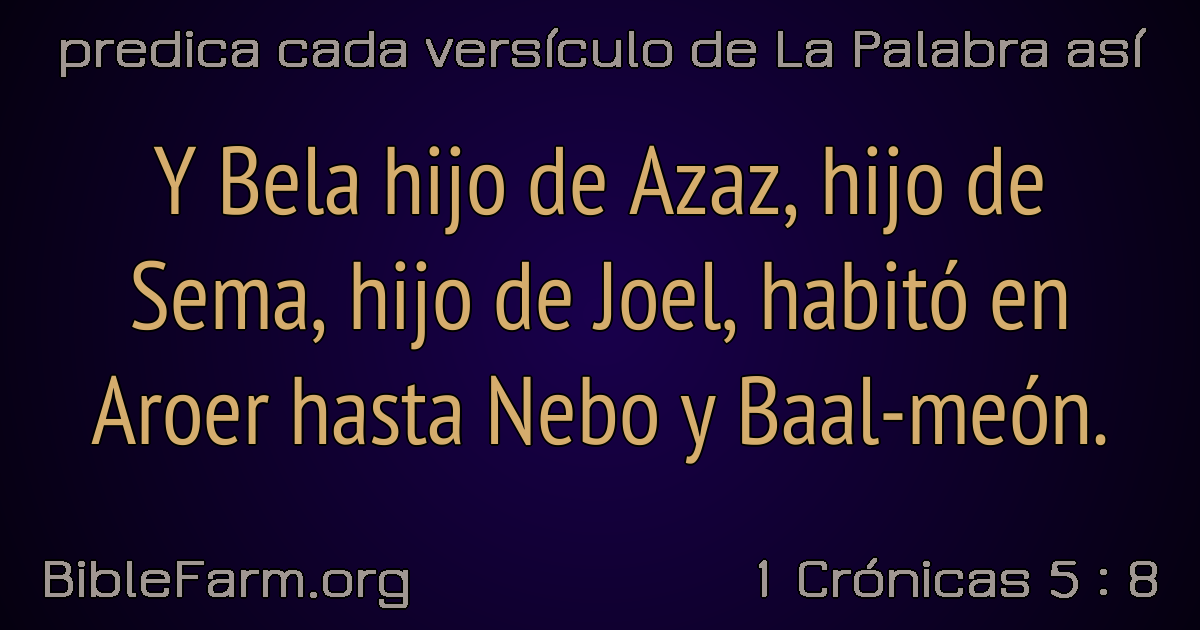 predica cada versículo de La Palabra así
Y Bela hijo de Azaz, hijo de
Sema, hijo de Joel, habitó en
Aroer hasta Nebo y Baal-meón.
BibleFarm.org
1 Crónicas 5 : 8